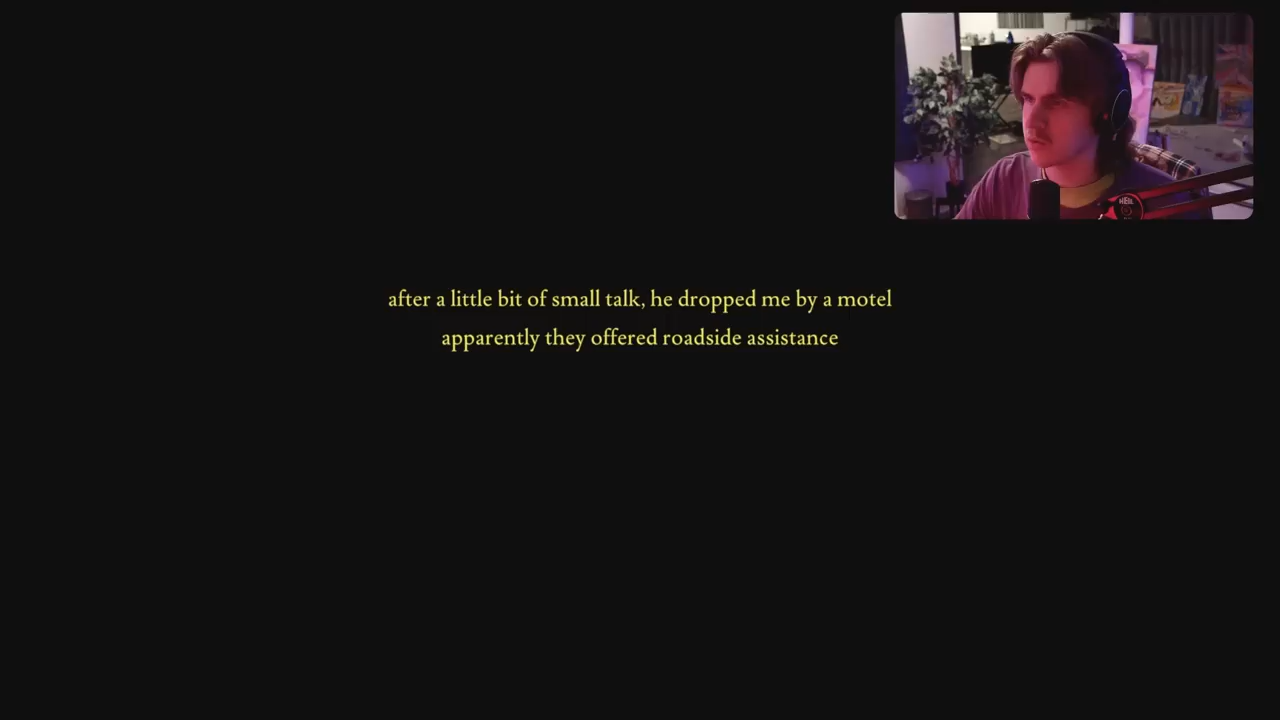 after a little bit of small talk, he dropped me by a motel
apparently they offered roadside assistance